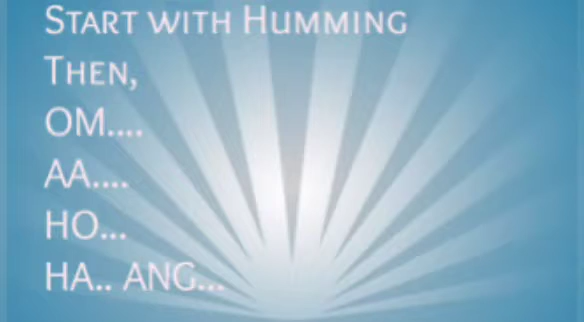 Start with Humming
Then,
OM....
AA....
HO...
HA.. ANG...